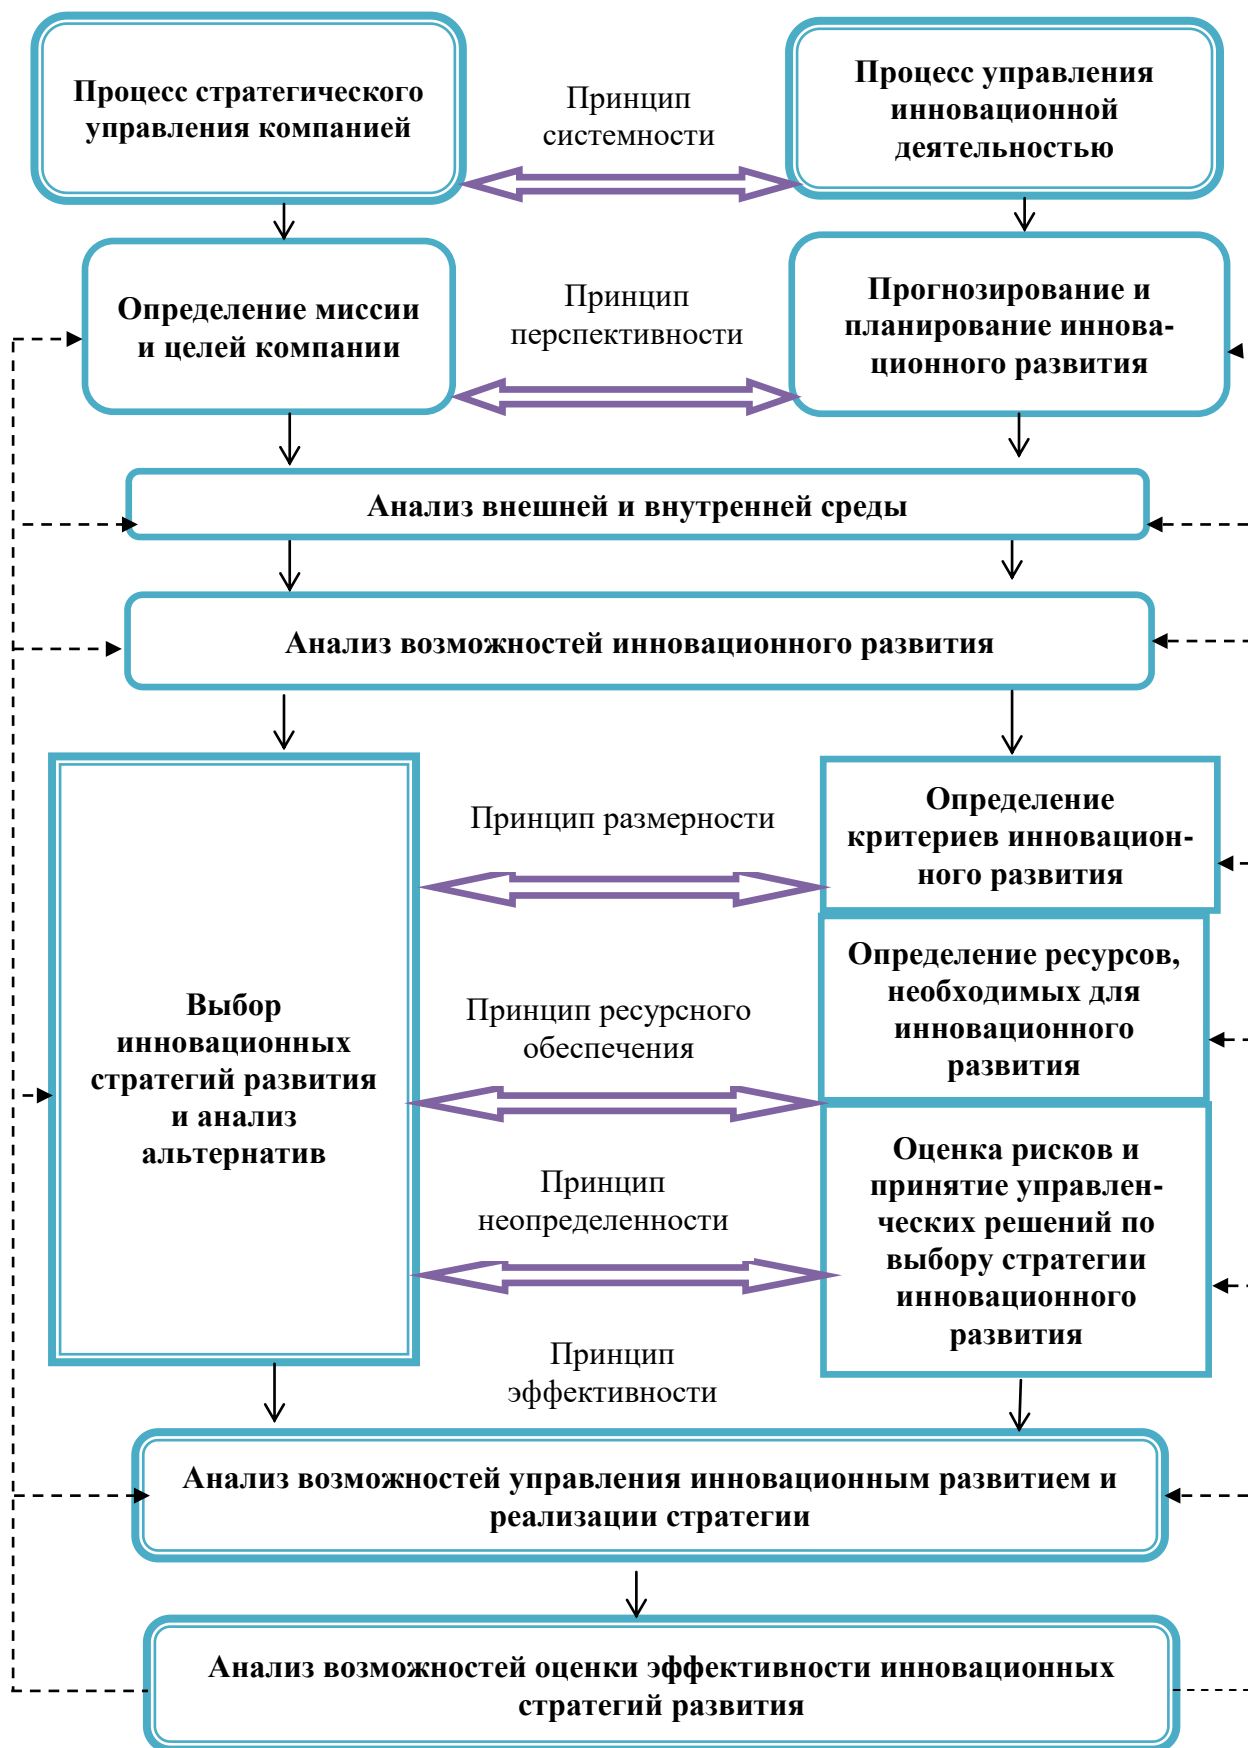 Процесс стратегического
управления компанией
Принцип
системности
Процесс управления
инновационной
деятельностью
Определение миссии
и целей компании
Принцип
перспективности
Прогнозирование и
планирование иннова-
ционного развития
Анализ внешней и внутренней среды
Анализ возможностей инновационного развития
Выбор
инновационных
стратегий развития
и анализ
альтернатив
Принцип размерности
Определение
критериев инновацион-
ного развития
Принцип ресурсного
обеспечения
Определение ресурсов,
необходимых для
инновационного
развития
Принцип
неопределенности
Оценка рисков и
принятие управлен-
ческих решений по
выбору стратегии
инновационного
развития
Принцип
эффективности
Анализ возможностей управления инновационным развитием и
реализации стратегии
Анализ возможностей оценки эффективности инновационных
стратегий развития